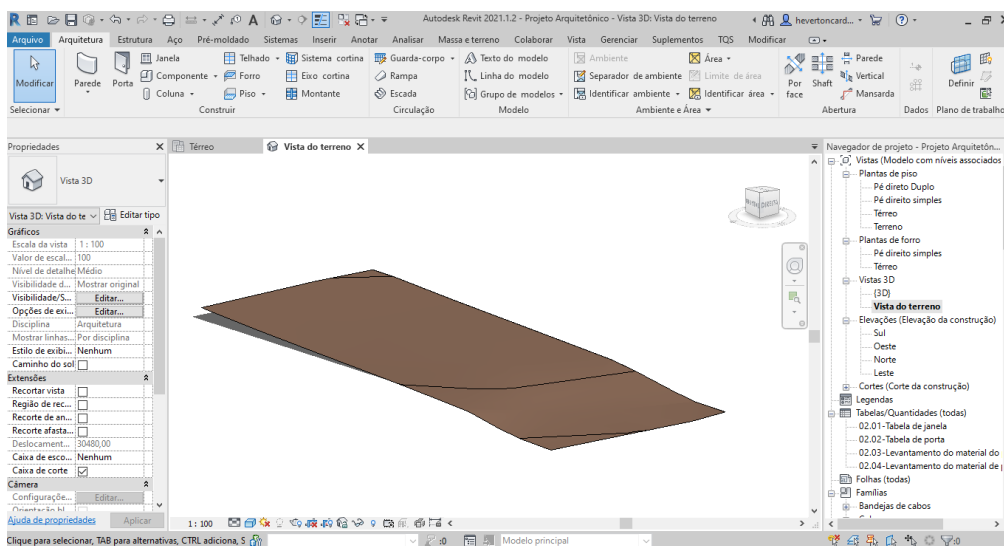 Autodesk Revit 2021.1.2 - Projeto Arquitetônico - Vista 3D: Vista do terreno
hevertoncard...
Arquivo Arquitetura Estrutura Aço Pré-moldado Sistemas Inserir Anotar Analisar Massa e terreno Colaborar Vista Gerenciar Suplementos TQS Modificar
Modificar
Parede
Porta
Janela
Componente
Coluna
Telhado
Forro
Piso
Sistema cortina
Eixo cortina
Montante
Guarda-corpo
Rampa
Escada
Texto do modelo
Linha do modelo
Grupo de modelos
Ambiente
Separador de ambiente
Identificar ambiente
Área
Limite de área
Identificar área
Por face
Shaft
Parede
Vertical
Mansarda
Definir
Selecionar Construir Circulação Modelo Ambiente e Área Abertura Dados Plano de trabalho
Propriedades
Térreo
Vista do terreno
Vista 3D
Vista 3D: Vista do te
Editar tipo
Gráficos
Escala da vista 1 : 100
Valor de escal... 100
Nível de detalhe Médio
Visibilidade d... Mostrar original
Visibilidade/S... Editar...
Opções de exi... Editar...
Disciplina Arquitetura
Mostrar linhas... Por disciplina
Estilo de exibi... Nenhum
Caminho do sol
Extensões
Recortar vista
Região de rec...
Recorte de an...
Recorte afasta...
Deslocament... 30480,00
Caixa de esco... Nenhum
Caixa de corte
Câmera
Configuraçõe... Editar...
Ajuda de propriedades
Aplicar
1 : 100
Navegador de projeto - Projeto Arquitetôn...
Vistas (Modelo com níveis associados
Plantas de piso
Pé direto Duplo
Pé direito simples
Térreo
Terreno
Plantas de forro
Pé direito simples
Térreo
Vistas 3D
{3D}
Vista do terreno
Elevações (Elevação da construção)
Sul
Oeste
Norte
Leste
Cortes (Corte da construção)
Legendas
Tabelas/Quantidades (todas)
02.01-Tabela de janela
02.02-Tabela de porta
02.03-Levantamento do material do
02.04-Levantamento do material de
Folhas (todas)
Famílias
Bandejas de cabos
Clique para selecionar, TAB para alternativas, CTRL adiciona, S
:0
Modelo principal
:0